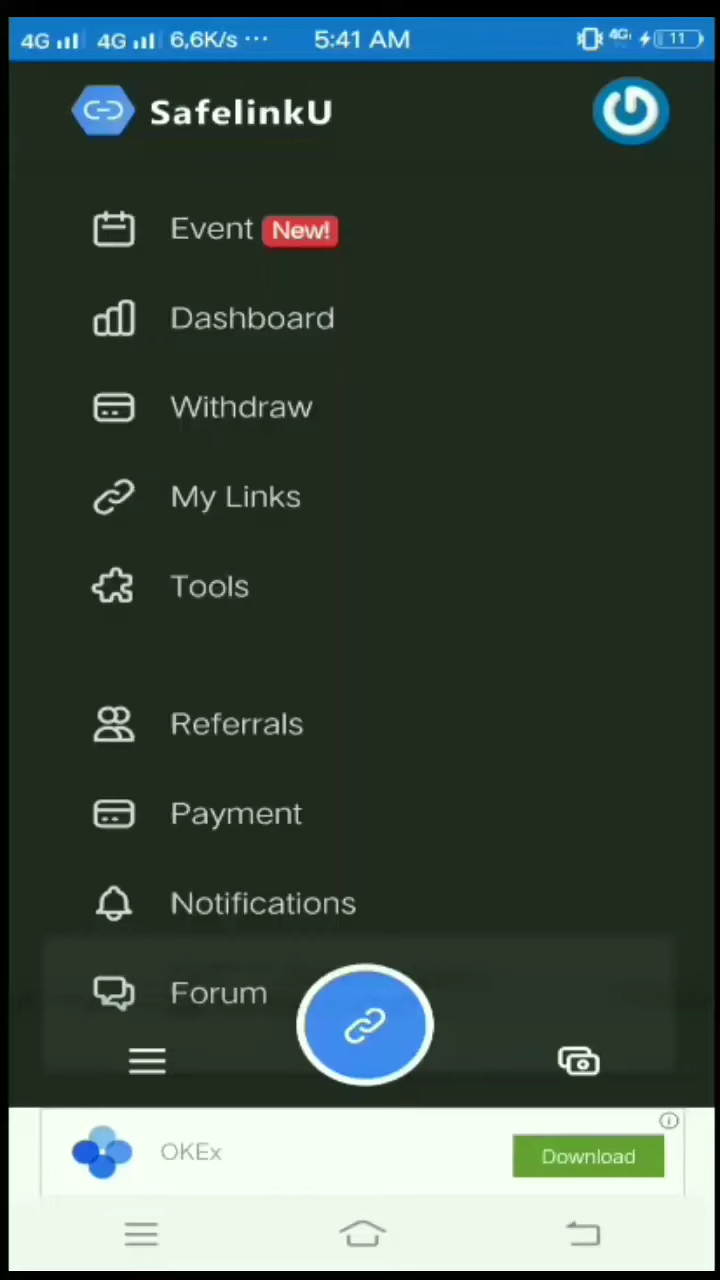 4G 4G 6,6K/s ··· 5:41 AM 4G 11
SafelinkU
Event New!
Dashboard
Withdraw
My Links
Tools
Referrals
Payment
Notifications
Forum
OKEx
Download